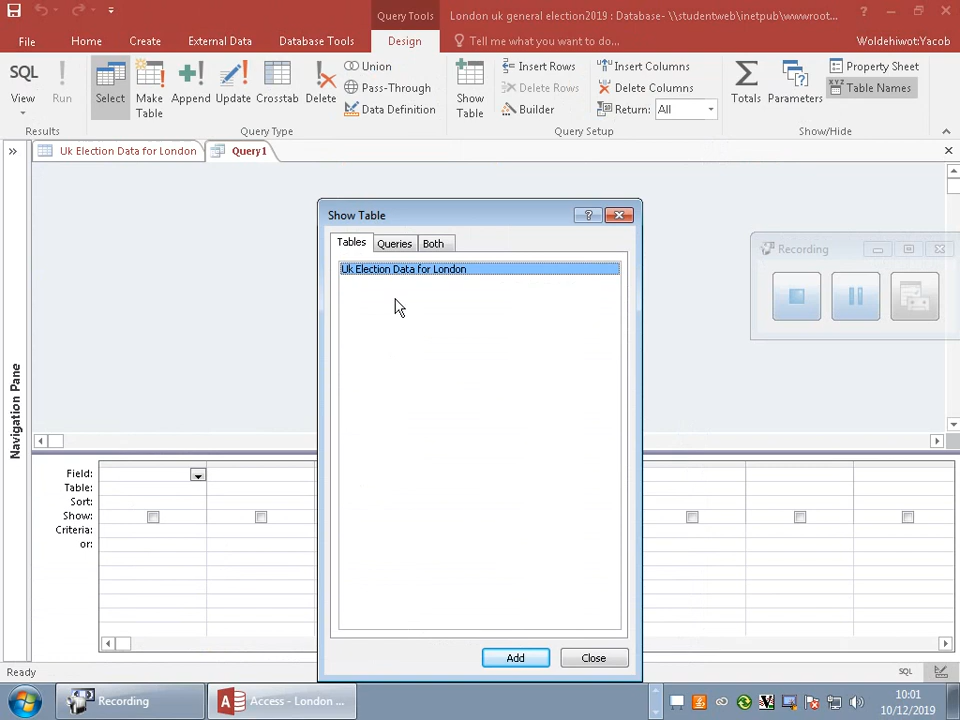 Query Tools
London uk general election2019 : Database- \\studentweb\inetpub\wwwroot...
File
Home
Create
External Data
Database Tools
Design
Tell me what you want to do...
Woldehiwot:Yacob
SQL
View
Run
Results
Select
Make Table
Append
Update
Crosstab
Delete
Union
Pass-Through
Data Definition
Query Type
Show Table
Insert Rows
Delete Rows
Builder
Insert Columns
Delete Columns
Return: All
Query Setup
Totals
Parameters
Property Sheet
XYZ Table Names
Show/Hide
Uk Election Data for London
Query1
Navigation Pane
Show Table
Tables
Queries
Both
Uk Election Data for London
Add
Close
Recording
Field:
Table:
Sort:
Show:
Criteria:
or:
Ready
SQL
Recording
Access - London ...
10:01
10/12/2019